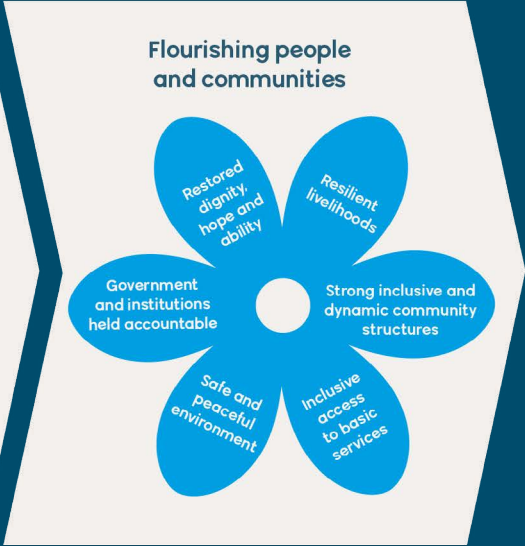 Flourishing people
and communities
Restored
dignity,
hope and
ability
Resilient
livelihoods
Government
and institutions
held accountable
Strong inclusive and
dynamic community
structures
Safe and
peaceful
environment
Inclusive
access
to basic
services